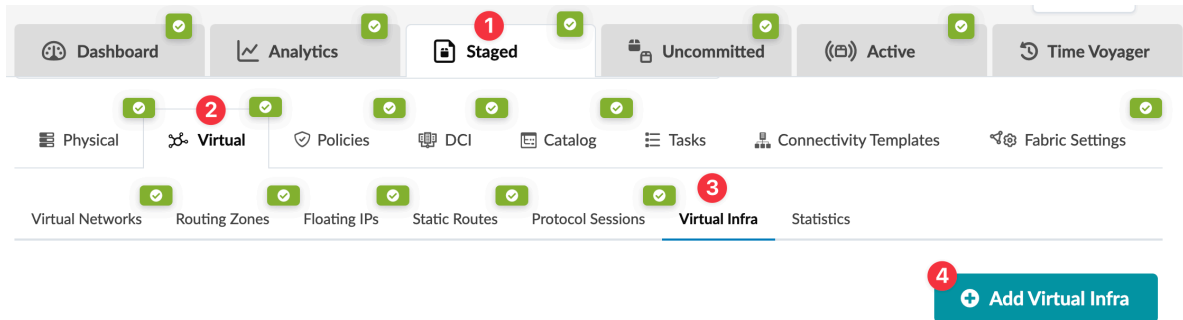 1
Dashboard Analytics Staged Uncommitted Active Time Voyager
2
Physical Virtual Policies DCI Catalog Tasks Connectivity Templates Fabric Settings
3
Virtual Networks Routing Zones Floating IPs Static Routes Protocol Sessions Virtual Infra Statistics
4
Add Virtual Infra